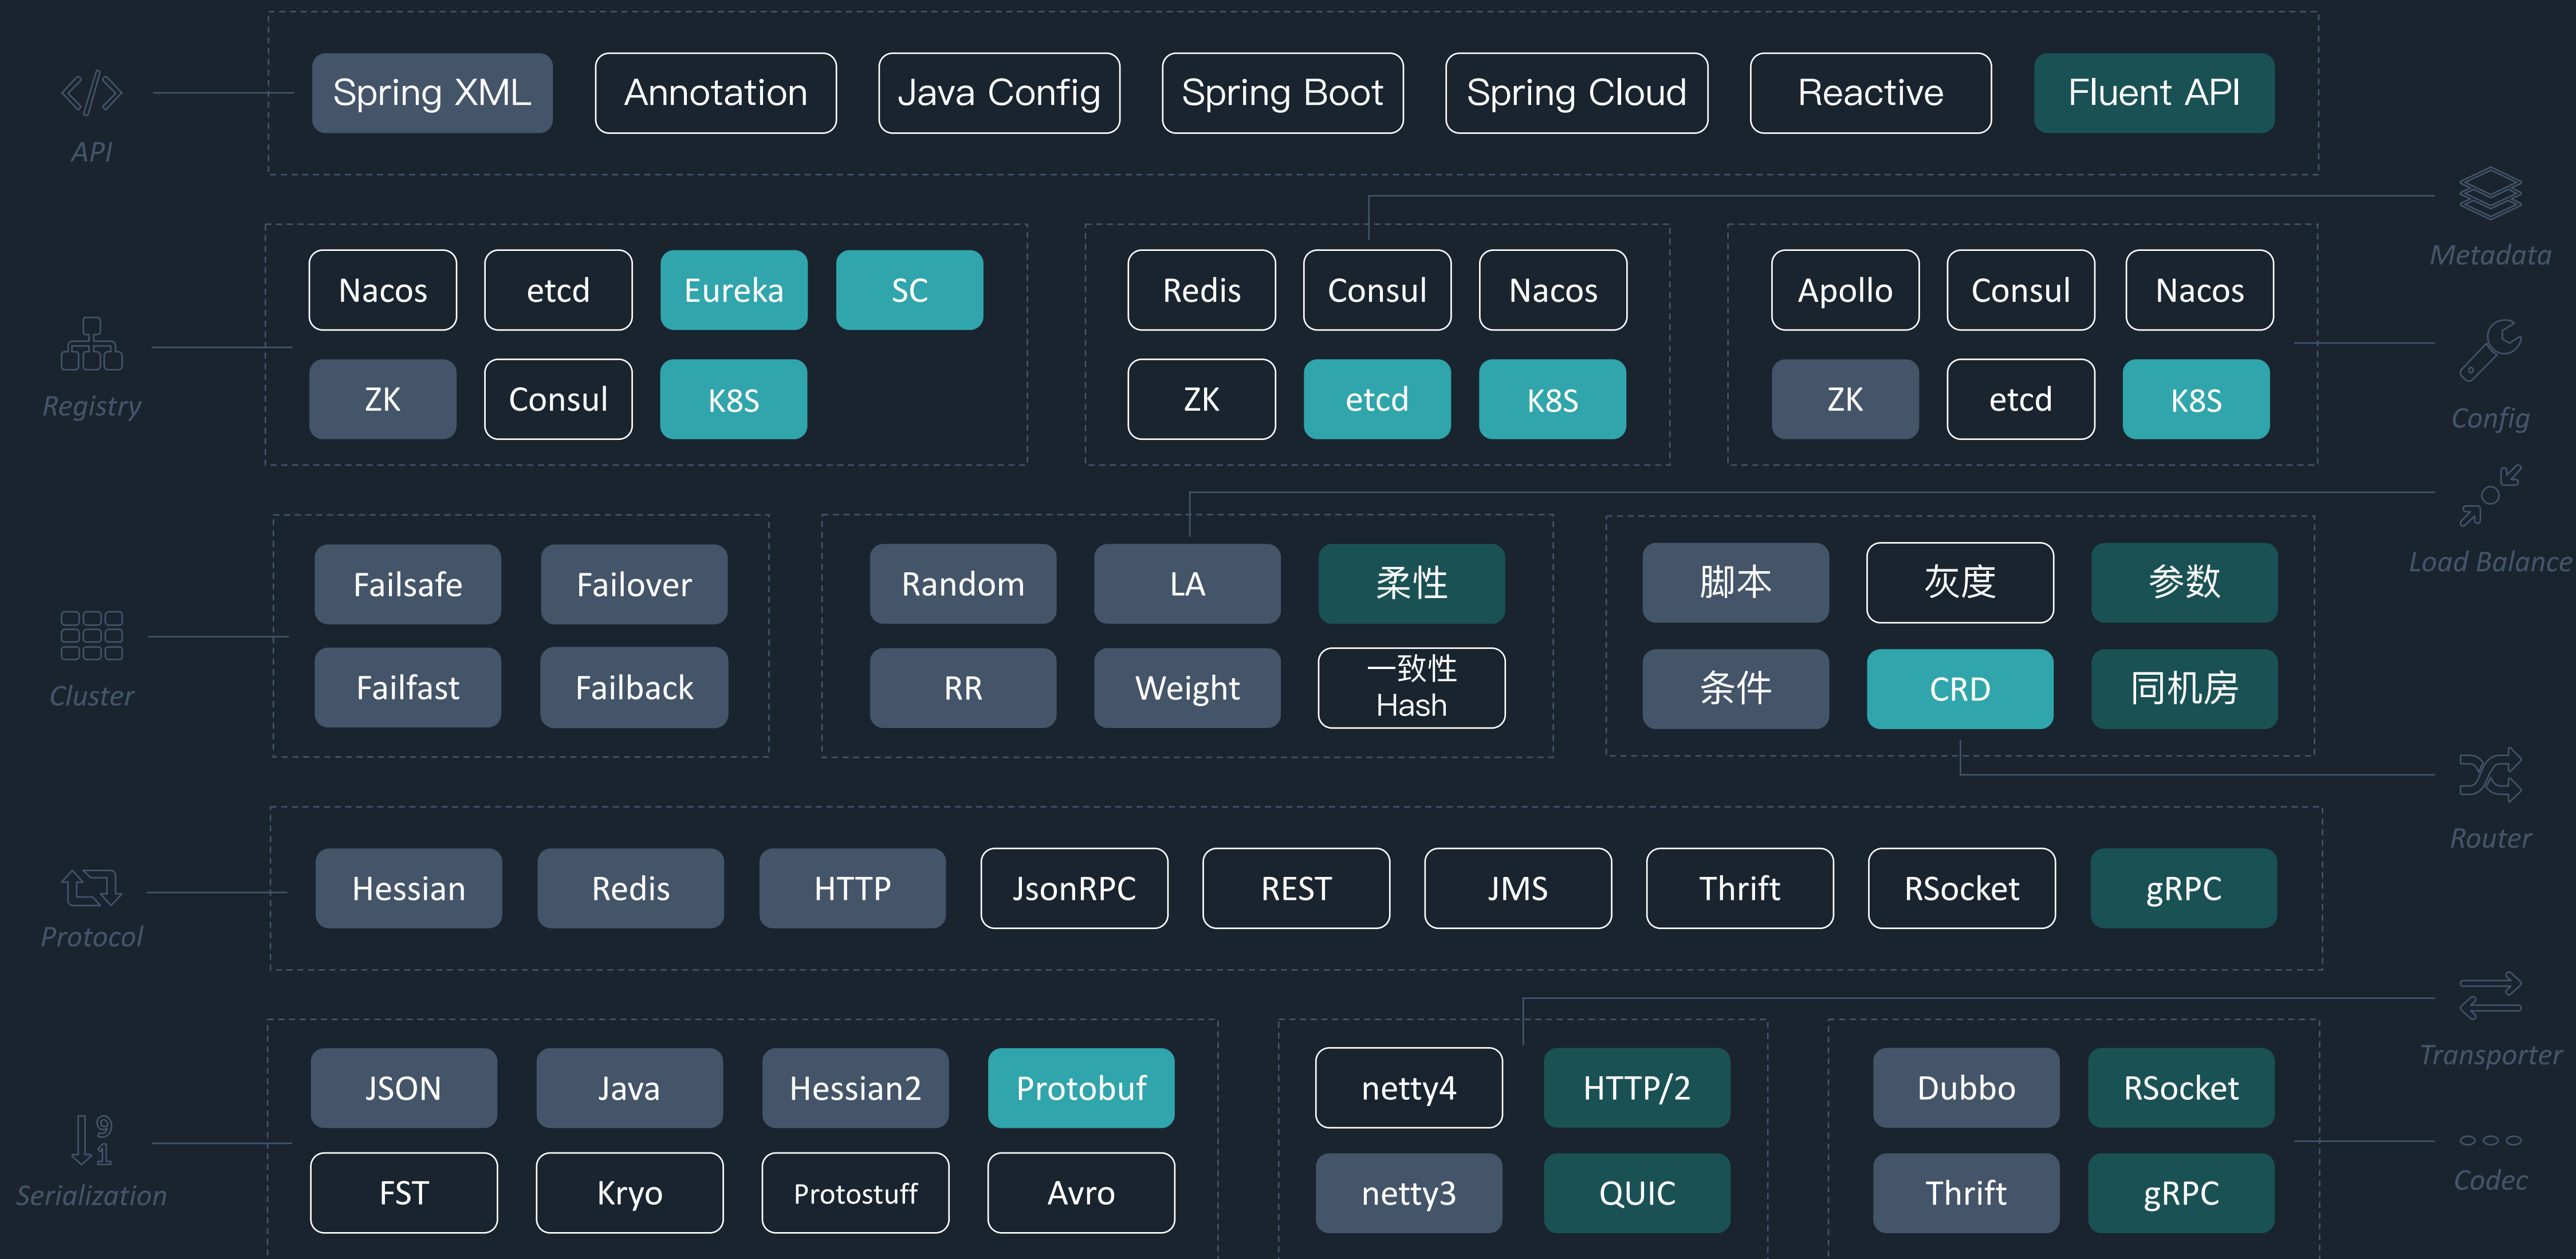 Spring XML
Annotation
Java Config
Spring Boot
Spring Cloud
Reactive
Fluent API
API
Metadata
Nacos
etcd
Eureka
SC
ZK
Consul
K8S
Registry
Redis
Consul
Nacos
ZK
etcd
K8S
Apollo
Consul
Nacos
ZK
etcd
K8S
Config
Load Balance
Failsafe
Failover
Failfast
Failback
Cluster
Random
LA
柔性
RR
Weight
一致性
Hash
脚本
灰度
参数
条件
CRD
同机房
Router
Hessian
Redis
HTTP
JsonRPC
REST
JMS
Thrift
RSocket
gRPC
Protocol
Transporter
JSON
Java
Hessian2
Protobuf
FST
Kryo
Protostuff
Avro
9
1
Serialization
netty4
HTTP/2
netty3
QUIC
Dubbo
RSocket
Thrift
gRPC
Codec